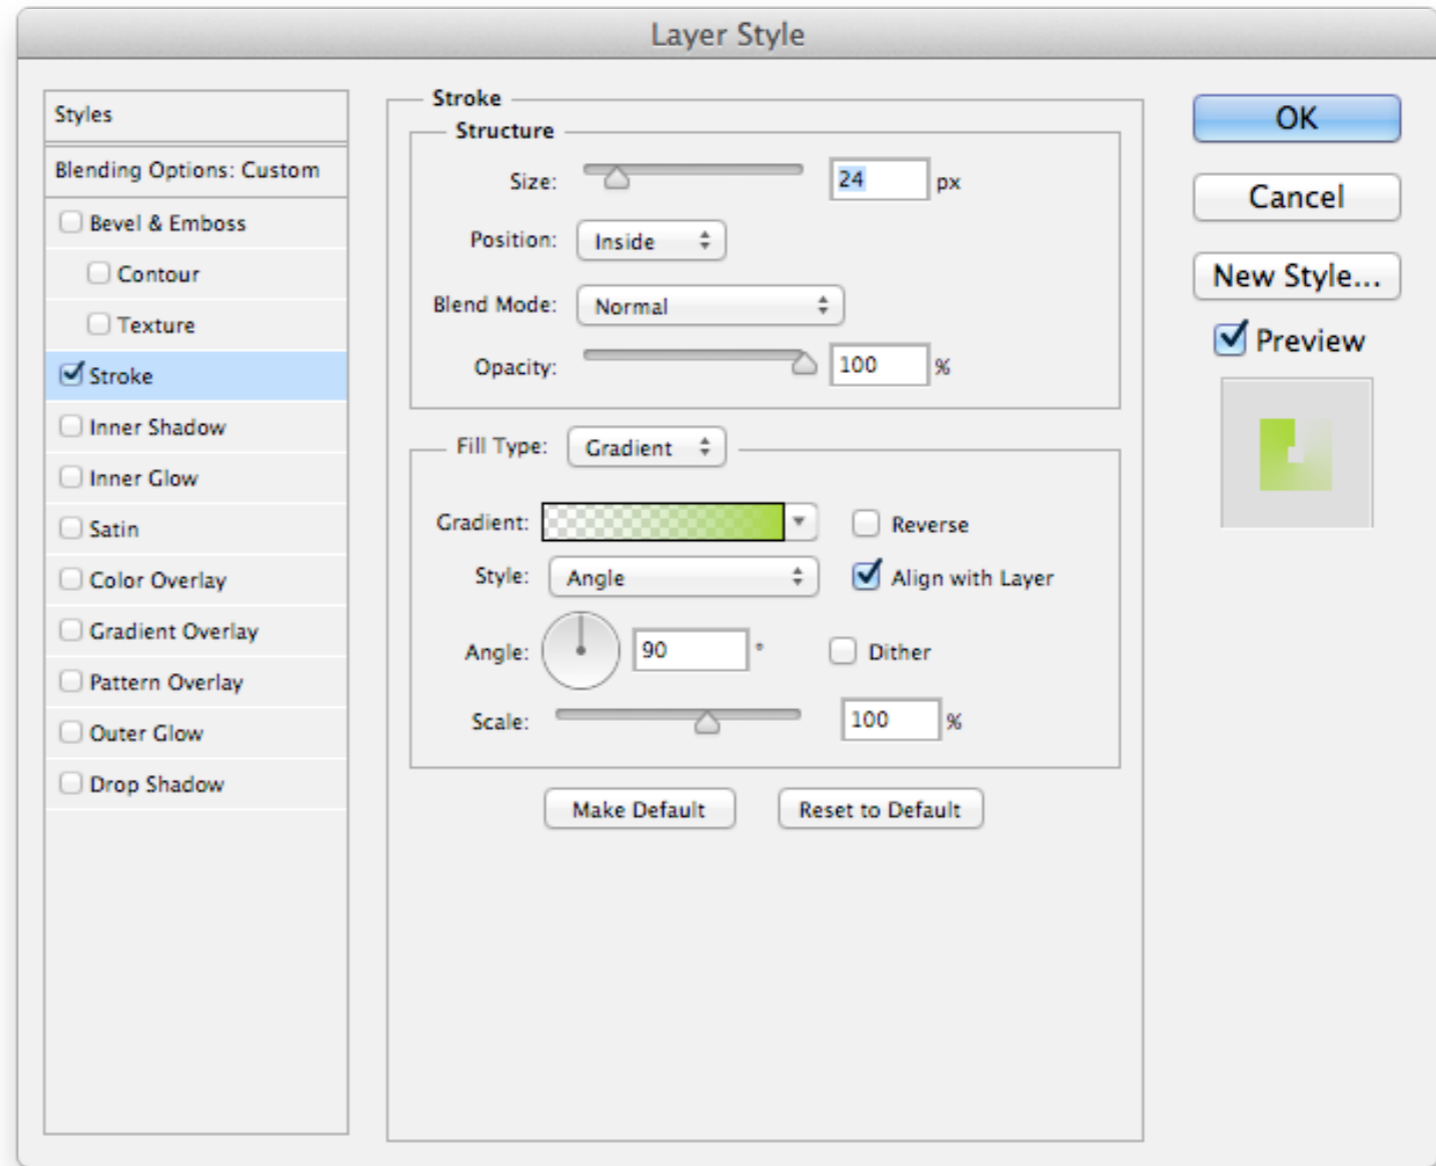 Layer Style
Styles
Blending Options: Custom
Bevel & Emboss
Contour
Texture
Stroke
Inner Shadow
Inner Glow
Satin
Color Overlay
Gradient Overlay
Pattern Overlay
Outer Glow
Drop Shadow
Stroke
Structure
Size: 24 px
Position: Inside
Blend Mode: Normal
Opacity: 100 %
Fill Type: Gradient
Gradient: Reverse
Style: Angle Align with Layer
Angle: 90 ° Dither
Scale: 100 %
Make Default Reset to Default
OK
Cancel
New Style...
Preview